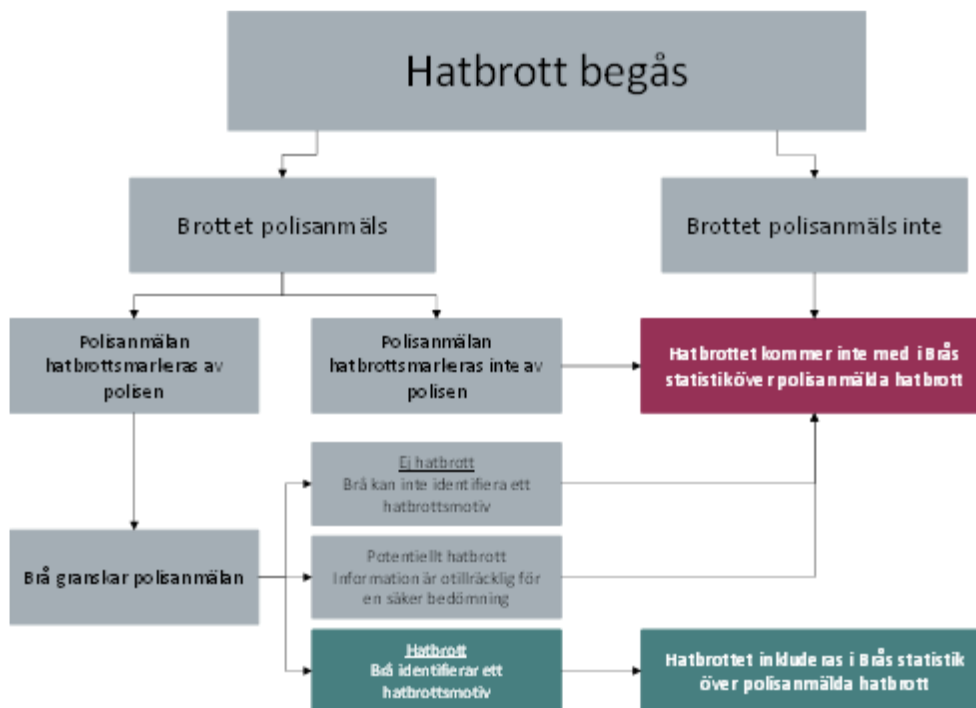 Hatbrott begås
Brottet polisanmäls
Brottet polisanmäls inte
Polisanmälan
hatbrottsmarkeras av
polisen
Polisanmälan
hatbrottsmarkeras inte av
polisen
Hatbrottet kommer inte med i Brås
statistik över polisanmälda hatbrott
Ej hatbrott
Brå kan inte identifiera ett
hatbrottsmotiv
Brå granskar polisanmälan
Potentiellt hatbrott
Information är otillräcklig för
en säker bedömning
Hatbrott
Brå identifierar ett
hatbrottsmotiv
Hatbrottet inkluderas i Brås statistik
över polisanmälda hatbrott